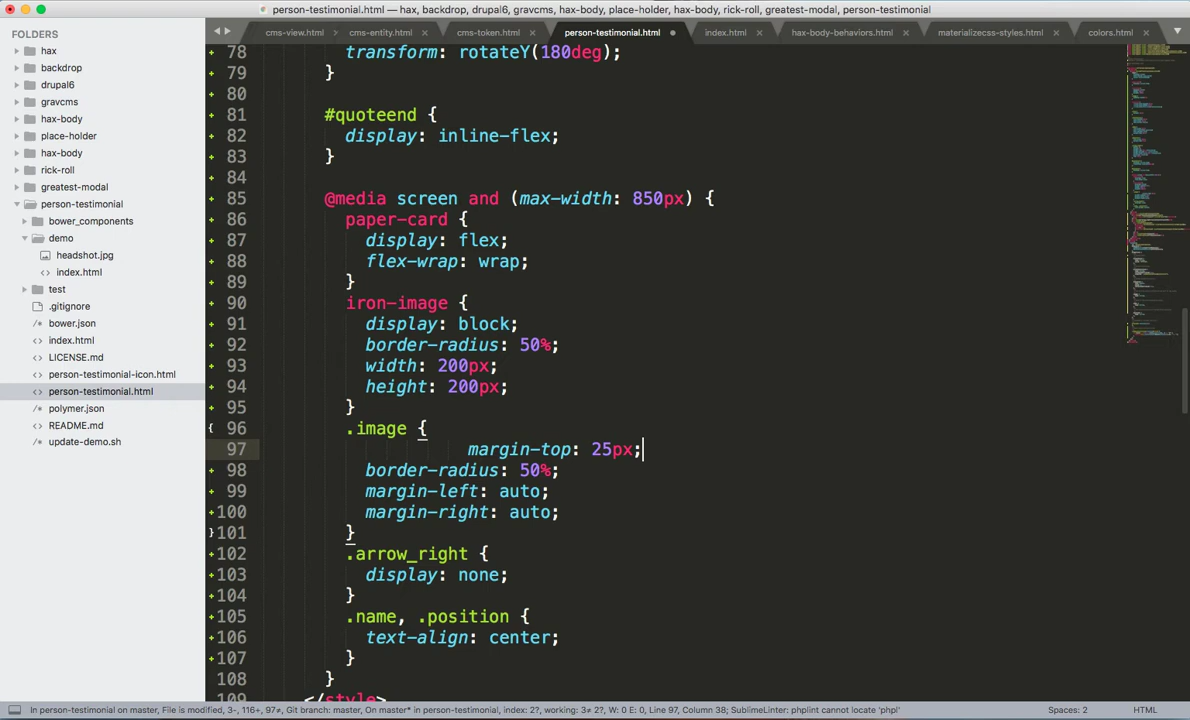 person-testimonial.html — hax, backdrop, drupal6, gravcms, hax-body, place-holder, hax-body, rick-roll, greatest-modal, person-testimonial
FOLDERS
hax
backdrop
drupal6
gravcms
hax-body
place-holder
hax-body
rick-roll
greatest-modal
person-testimonial
bower_components
demo
headshot.jpg
index.html
test
.gitignore
bower.json
index.html
LICENSE.md
person-testimonial-icon.html
person-testimonial.html
polymer.json
README.md
update-demo.sh
cms-view.html
cms-entity.html
cms-token.html
person-testimonial.html
index.html
hax-body-behaviors.html
materializecss-styles.html
colors.html
78 transform: rotateY(180deg);
79 }
80
81 #quoteend {
82 display: inline-flex;
83 }
84
85 @media screen and (max-width: 850px) {
86 paper-card {
87 display: flex;
88 flex-wrap: wrap;
89 }
90 iron-image {
91 display: block;
92 border-radius: 50%;
93 width: 200px;
94 height: 200px;
95 }
96 .image {
97 margin-top: 25px;
98 border-radius: 50%;
99 margin-left: auto;
100 margin-right: auto;
101 }
102 .arrow_right {
103 display: none;
104 }
105 .name, .position {
106 text-align: center;
107 }
108 }
109 </style>
In person-testimonial on master, File is modified, 3-, 116+, 97≠, Git branch: master, On master* in person-testimonial, index: 2?, working: 3≠ 2?, W: 0 E: 0, Line 97, Column 38; SublimeLinter: phplint cannot locate 'phpl'
Spaces: 2
HTML